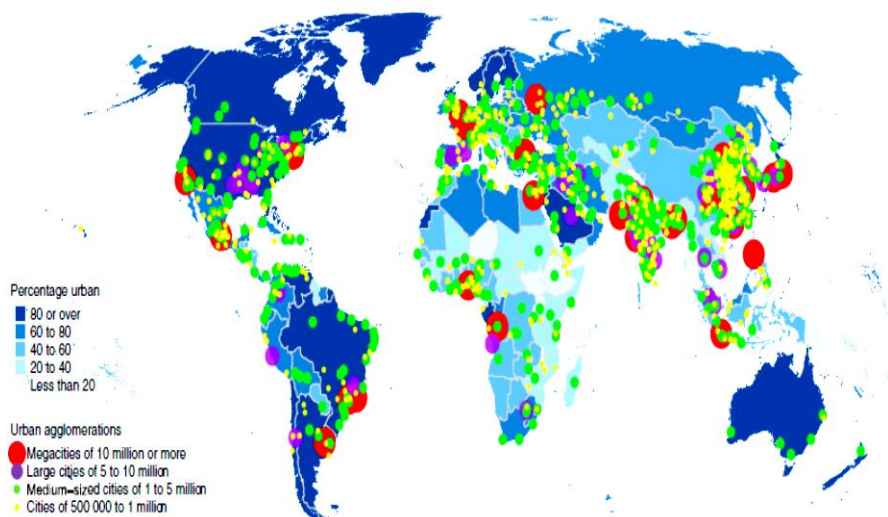 Percentage urban
80 or over
60 to 80
40 to 60
20 to 40
Less than 20
Urban agglomerations
Megacities of 10 million or more
Large cities of 5 to 10 million
Medium-sized cities of 1 to 5 million
Cities of 500 000 to 1 million